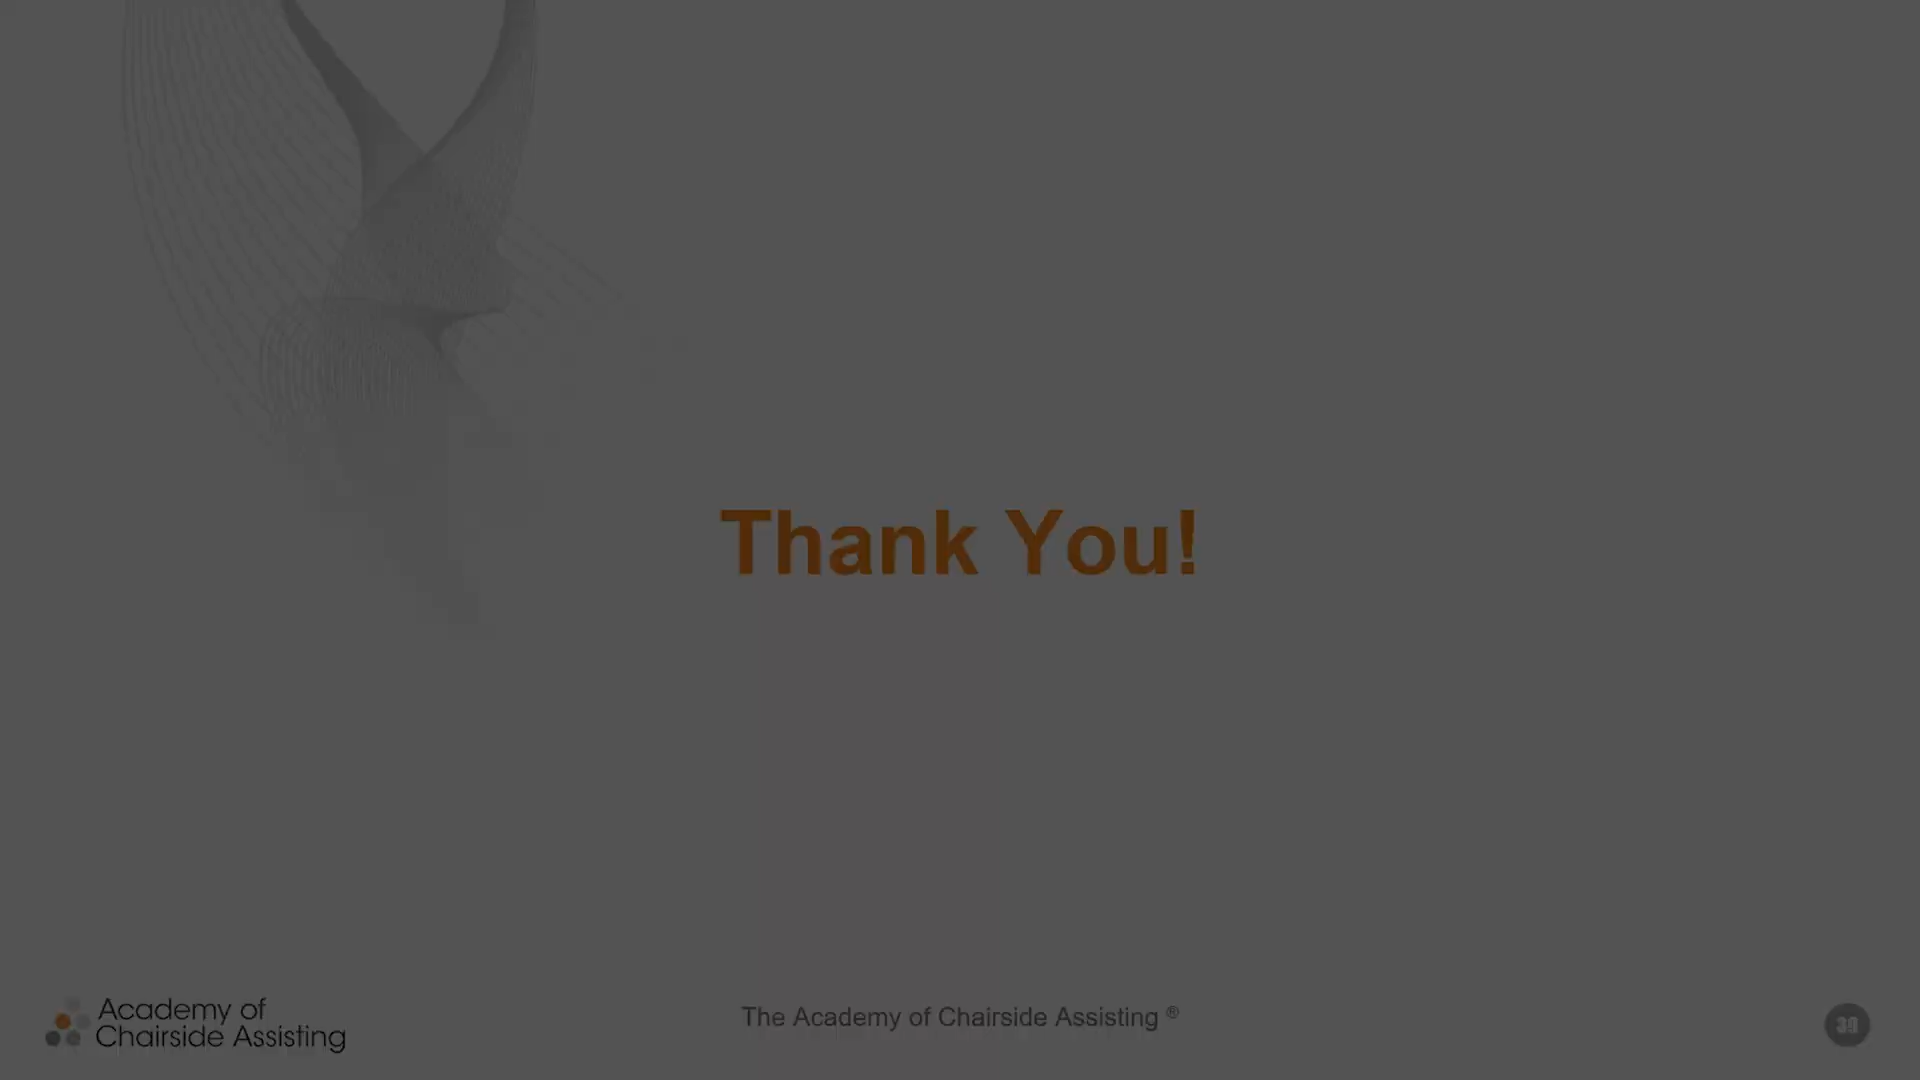 Thank You!
Academy of
Chairside Assisting
The Academy of Chairside Assisting ®